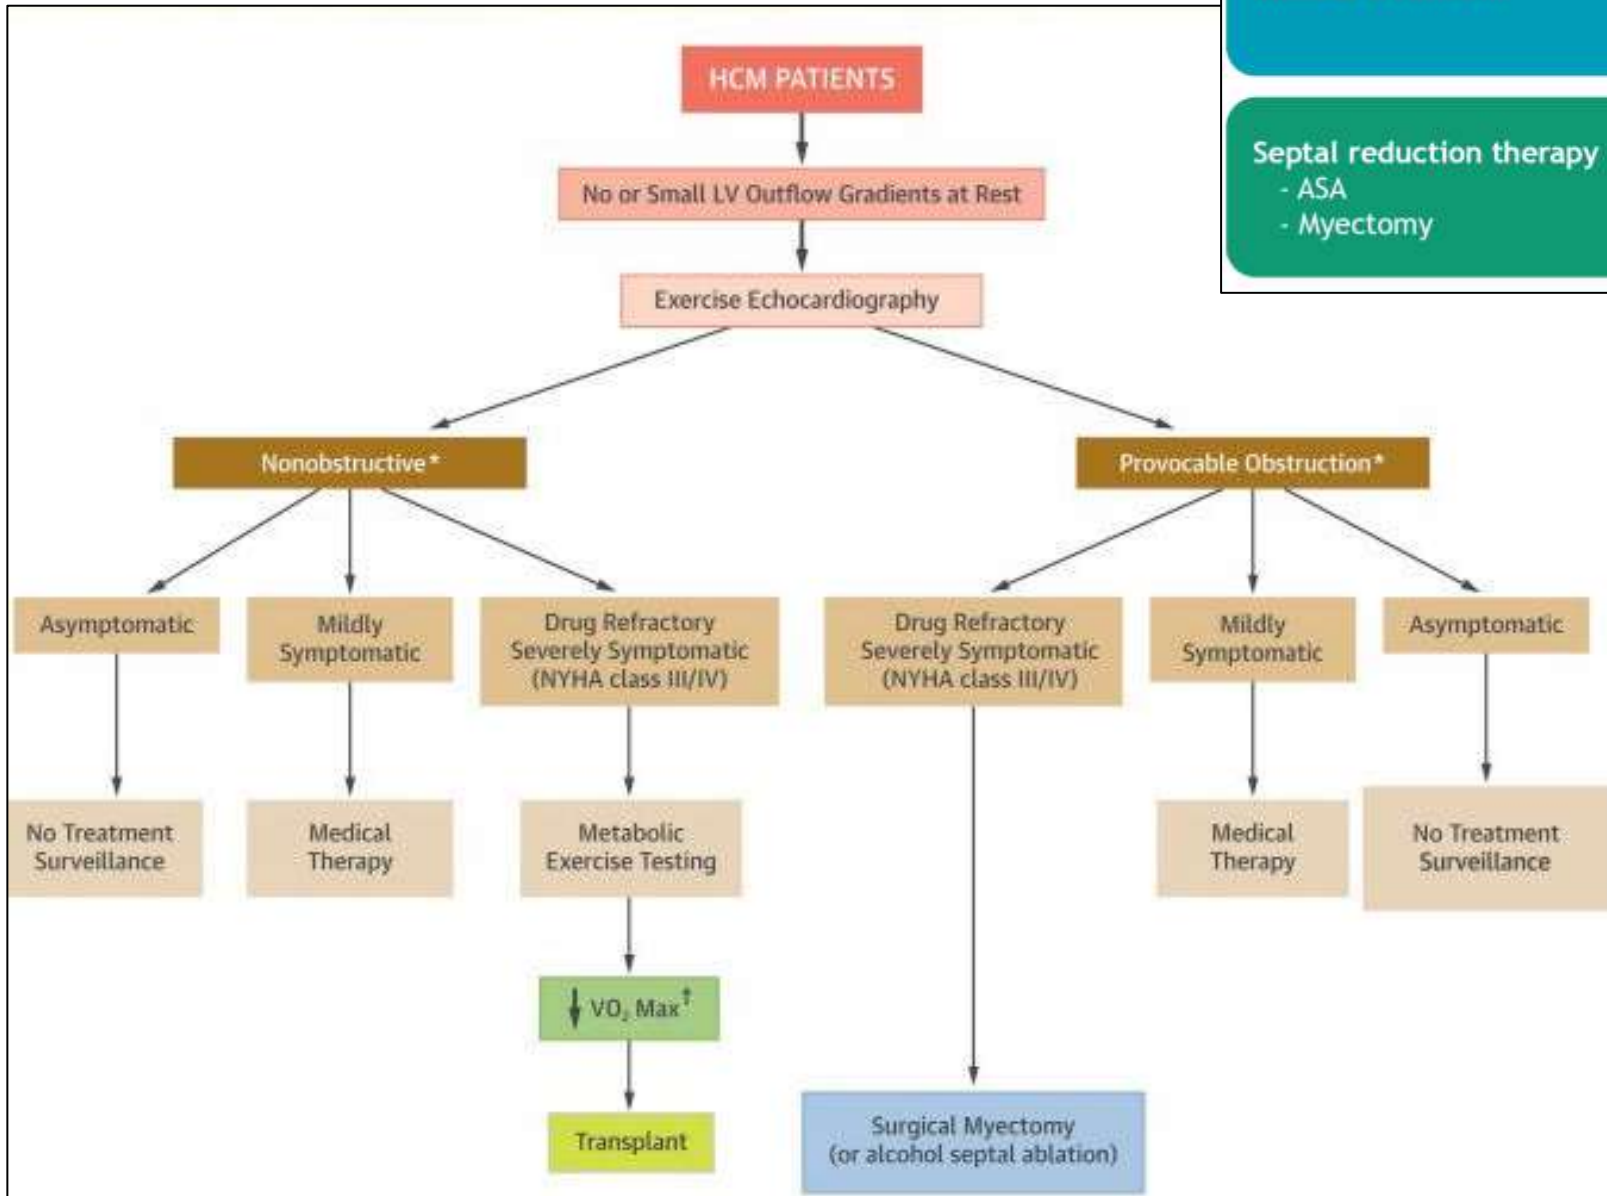 HCM PATIENTS
No or Small LV Outflow Gradients at Rest
Exercise Echocardiography
Septal reduction therapy
- ASA
- Myectomy
Nonobstructive*
Provocable Obstruction*
Asymptomatic
Mildly
Symptomatic
Drug Refractory
Severely Symptomatic
(NYHA class III/IV)
Drug Refractory
Severely Symptomatic
(NYHA class III/IV)
Mildly
Symptomatic
Asymptomatic
No Treatment
Surveillance
Medical
Therapy
Metabolic
Exercise Testing
Medical
Therapy
No Treatment
Surveillance
↓ VO₂ Max†
Transplant
Surgical Myectomy
(or alcohol septal ablation)